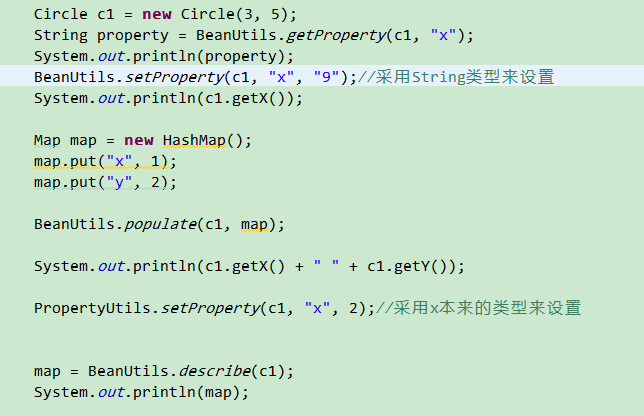 Circle c1 = new Circle(3, 5);
String property = BeanUtils.getProperty(c1, "x");
System.out.println(property);
BeanUtils.setProperty(c1, "x", "9");//采用String类型来设置
System.out.println(c1.getX());
Map map = new HashMap();
map.put("x", 1);
map.put("y", 2);
BeanUtils.populate(c1, map);
System.out.println(c1.getX() + " " + c1.getY());
PropertyUtils.setProperty(c1, "x", 2);//采用x本来的类型来设置
map = BeanUtils.describe(c1);
System.out.println(map);